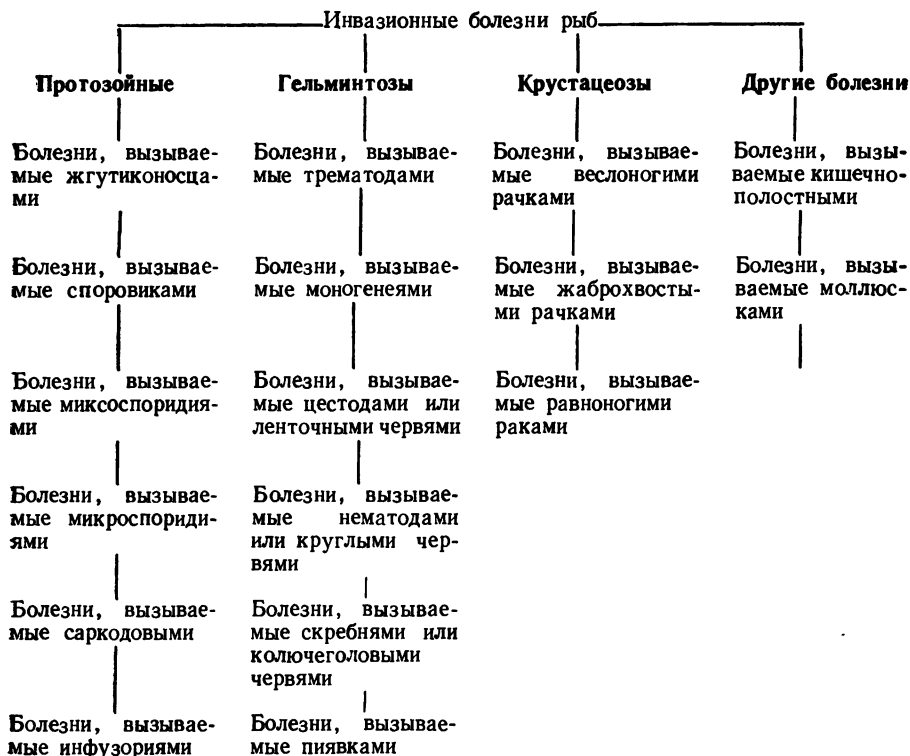 Инвазионные болезни рыб
Протозойные
Болезни, вызывае-
мые жгутиконосца-
ми
Болезни, вызывае-
мые споровиками
Болезни, вызывае-
мые миксоспоридия-
ми
Болезни, вызывае-
мые микроспориди-
ями
Болезни, вызывае-
мые саркодовыми
Болезни, вызывае-
мые инфузориями
Гельминтозы
Болезни, вызывае-
мые трематодами
Болезни, вызывае-
мые моногенеями
Болезни, вызывае-
мые цестодами или
ленточными червями
Болезни, вызывае-
мые нематодами
или круглыми чер-
вями
Болезни, вызывае-
мые скребнями или
колючеголовыми
червями
Болезни, вызывае-
мые пиявками
Крустацеозы
Болезни, вызывае-
мые веслоногими
рачками
Болезни, вызывае-
мые жаброхвосты-
ми рачками
Болезни, вызывае-
мые равноногими
раками
Другие болезни
Болезни, вызы-
ваемые кишечно-
полостными
Болезни, вызы-
ваемые моллюс-
ками